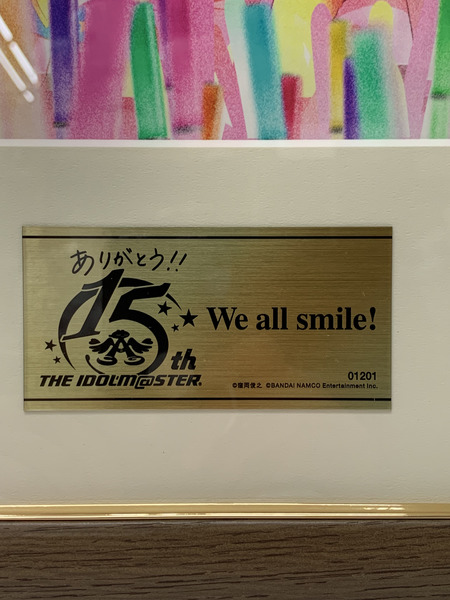 ありがとう!!
15th
THE IDOLM@STER.
We all smile!
01201
©窪岡俊之 ©BANDAI NAMCO Entertainment Inc.